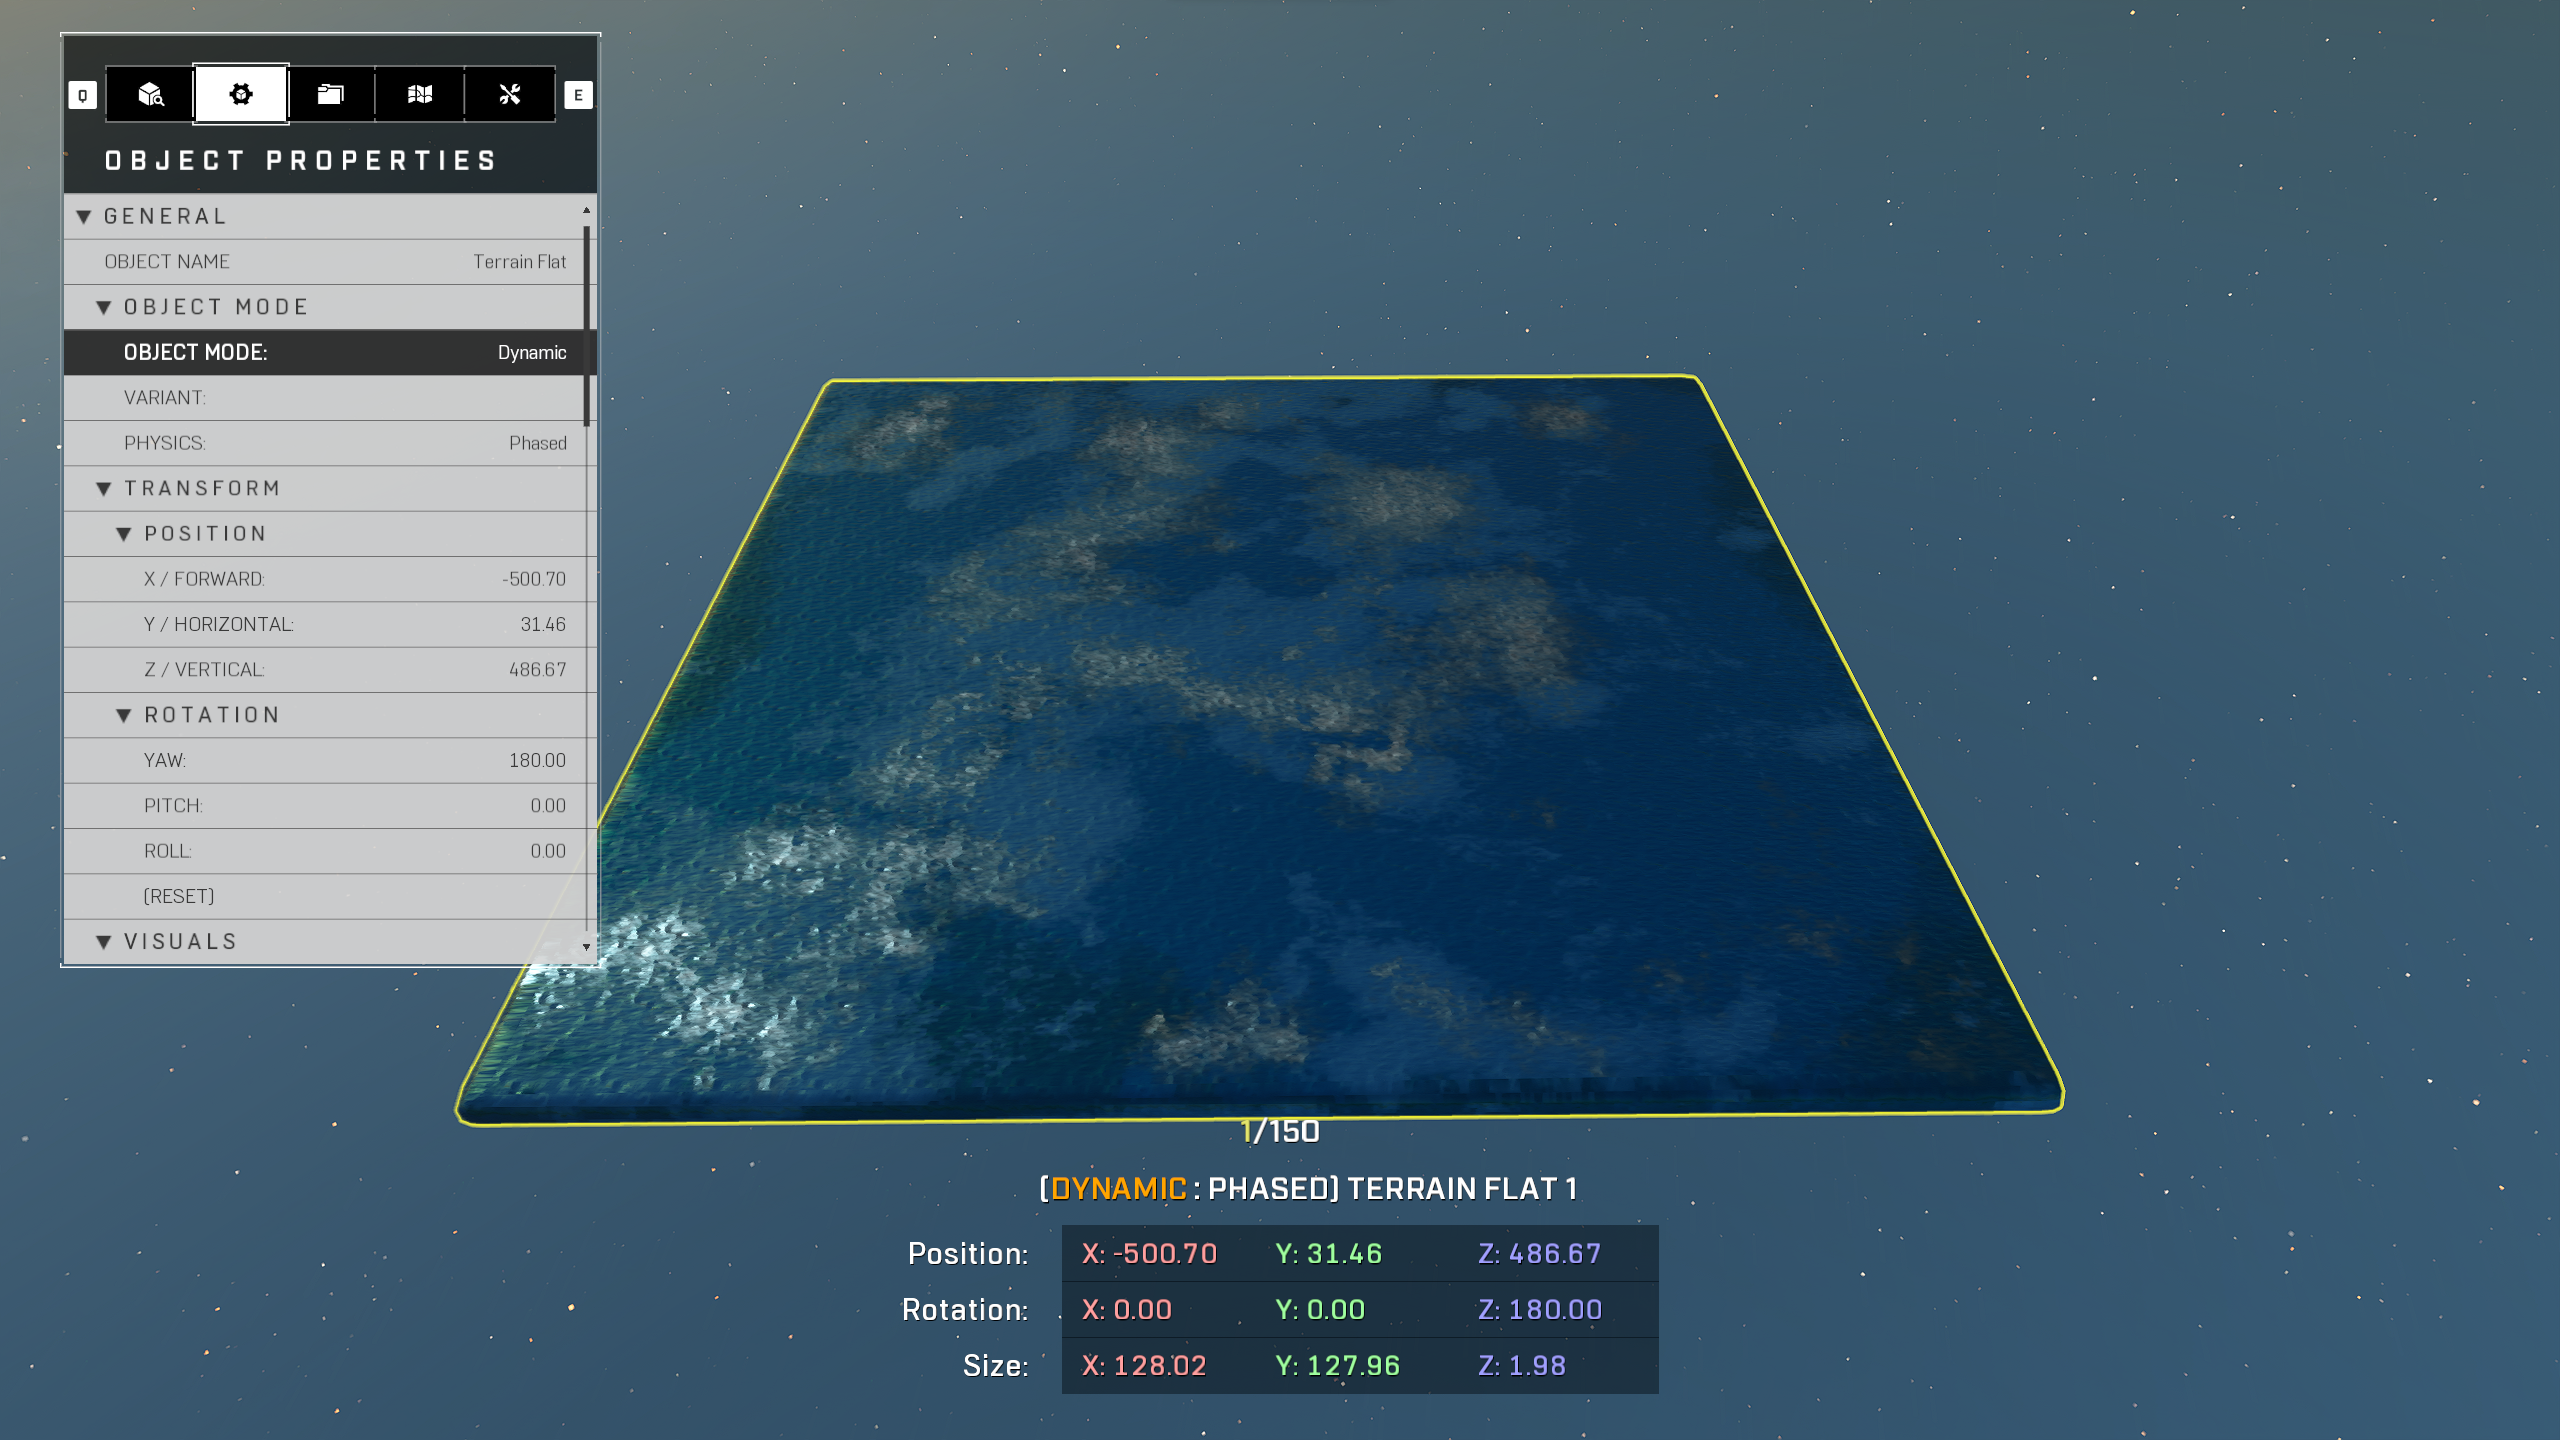 Q
E
OBJECT PROPERTIES
GENERAL
OBJECT NAME Terrain Flat
OBJECT MODE
OBJECT MODE: Dynamic
VARIANT:
PHYSICS: Phased
TRANSFORM
POSITION
X / FORWARD: -500.70
Y / HORIZONTAL: 31.46
Z / VERTICAL: 486.67
ROTATION
YAW: 180.00
PITCH: 0.00
ROLL: 0.00
(RESET)
VISUALS
1/150
(DYNAMIC : PHASED) TERRAIN FLAT 1
Position: X: -500.70 Y: 31.46 Z: 486.67
Rotation: X: 0.00 Y: 0.00 Z: 180.00
Size: X: 128.02 Y: 127.96 Z: 1.98